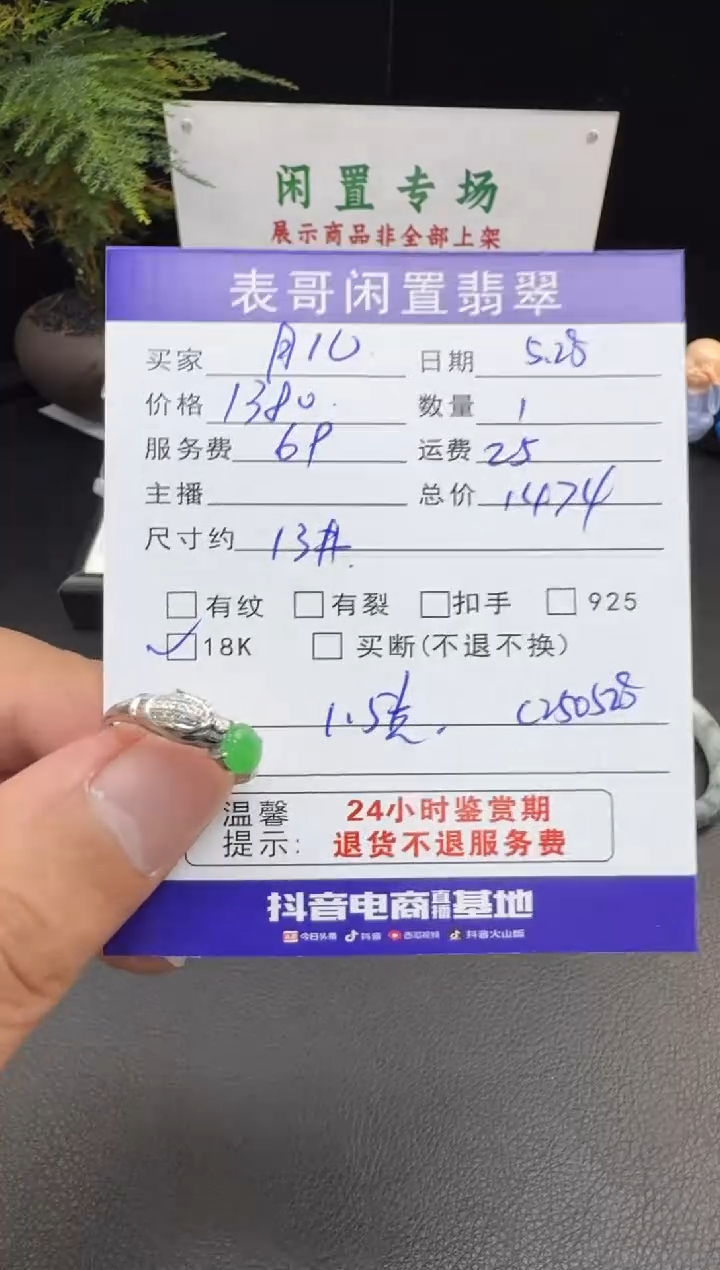 闲置专场
展示商品非全部上架
表哥闲置翡翠
买家 月10 日期 5.28
价格 1380. 数量 1
服务费 69 运费 25
主播 总价 1474
尺寸约 13#
有纹 有裂 扣手 925
✓ 18K 买断(不退不换)
1.5克. C250528
温馨 24小时鉴赏期
提示: 退货不退服务费
抖音电商直播基地
今日头条 抖音 西瓜视频 抖音火山版